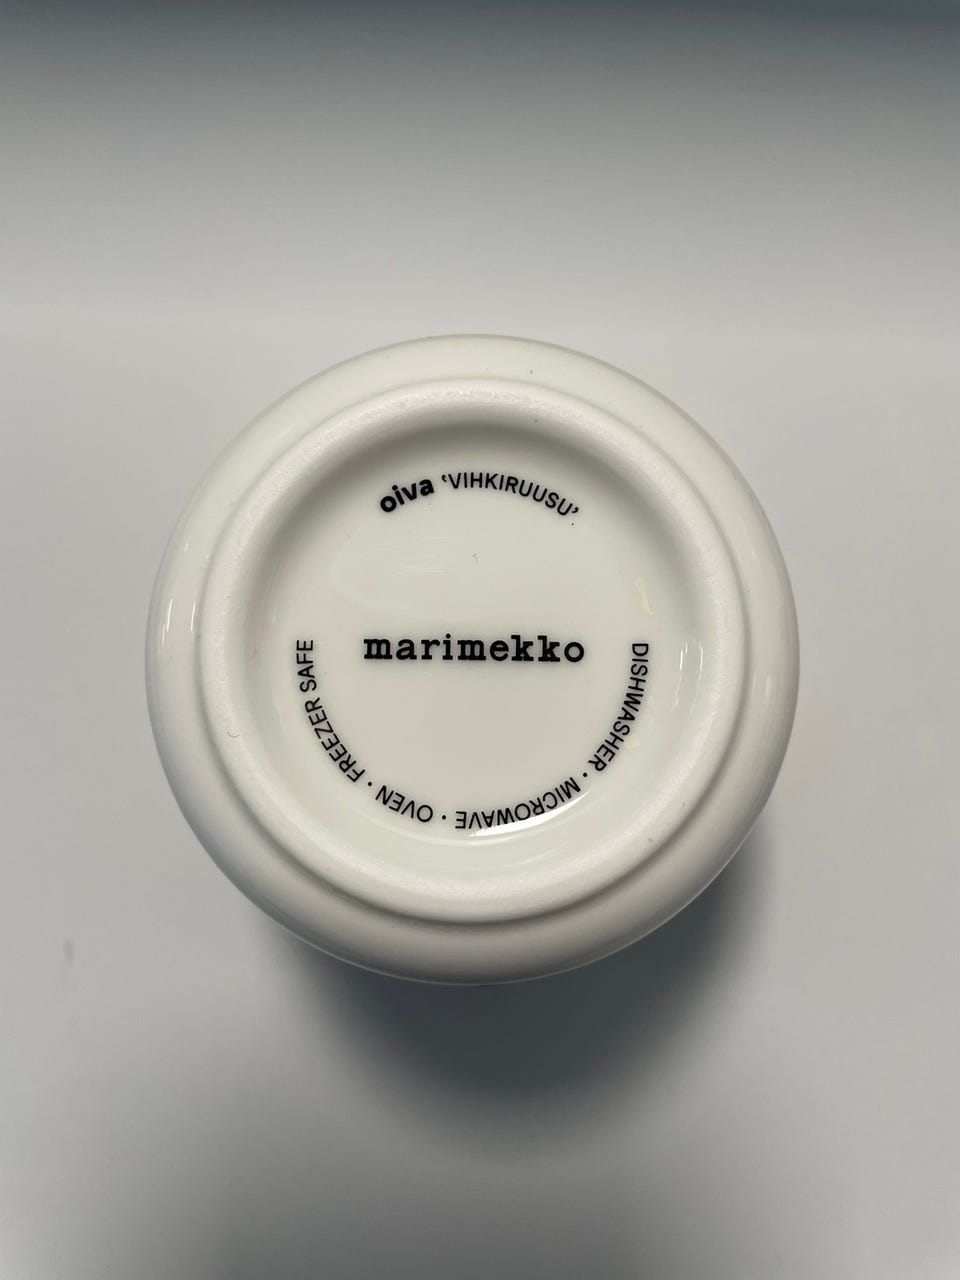 oiva ‘VIHKIRUUSU’
marimekko
DISHWASHER · MICROWAVE · OVEN · FREEZER SAFE